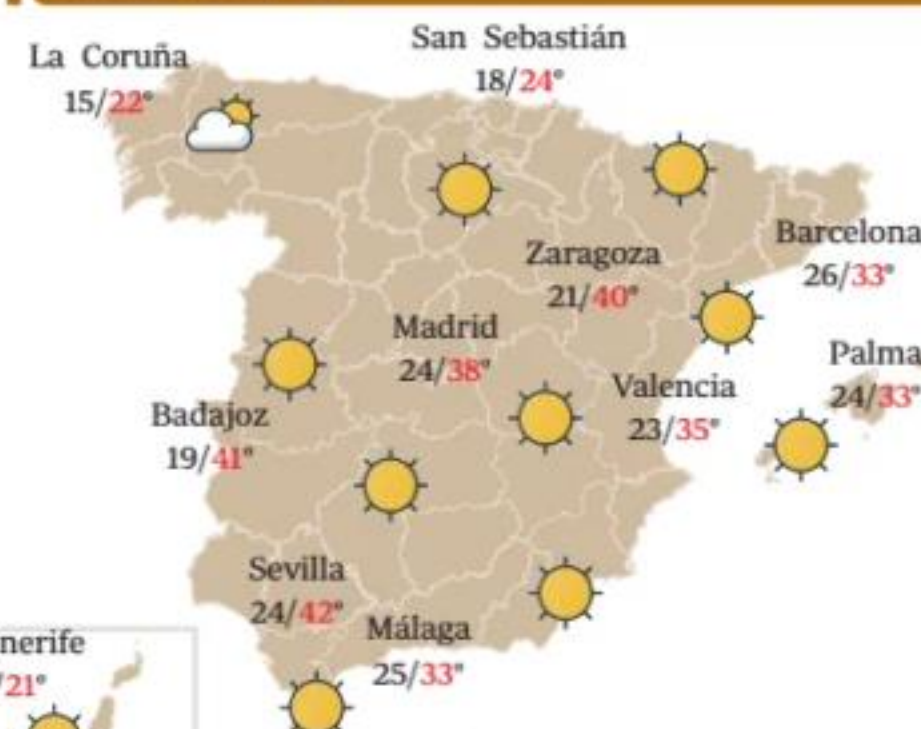 La Coruña
15/22°
San Sebastián
18/24°
Zaragoza
21/40°
Barcelona
26/33°
Madrid
24/38°
Palma
24/33°
Valencia
23/35°
Badajoz
19/41°
Sevilla
24/42°
Málaga
25/33°
nerife
/21°